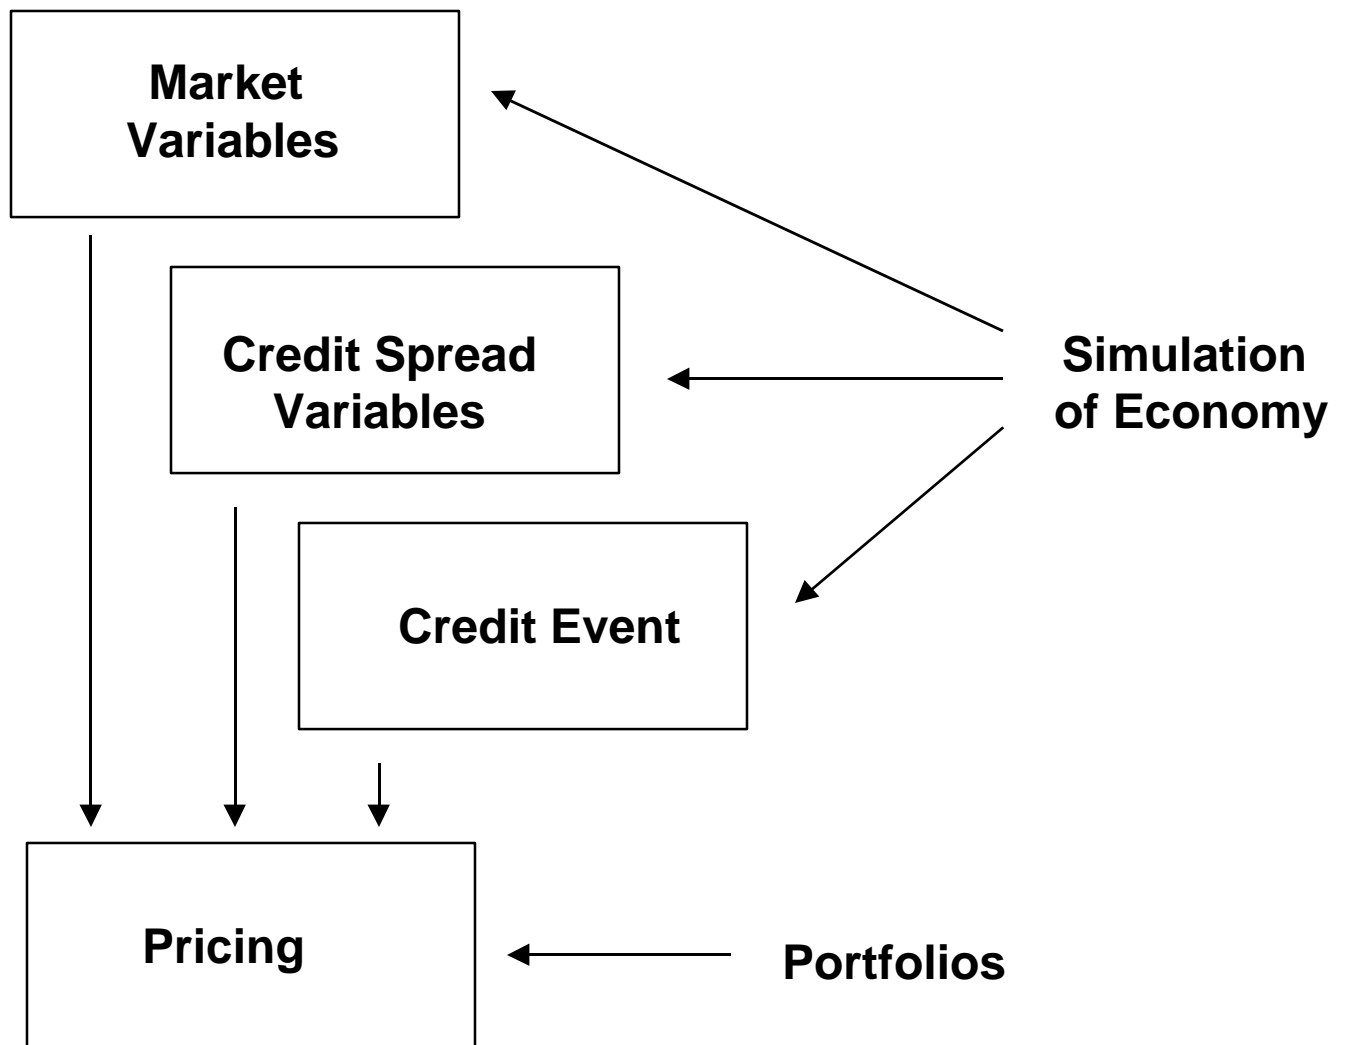 Market
Variables
Credit Spread
Variables
Simulation
of Economy
Credit Event
Pricing
Portfolios